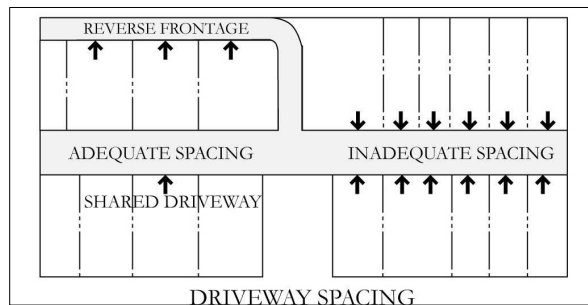 REVERSE FRONTAGE
ADEQUATE SPACING
INADEQUATE SPACING
SHARED DRIVEWAY
DRIVEWAY SPACING